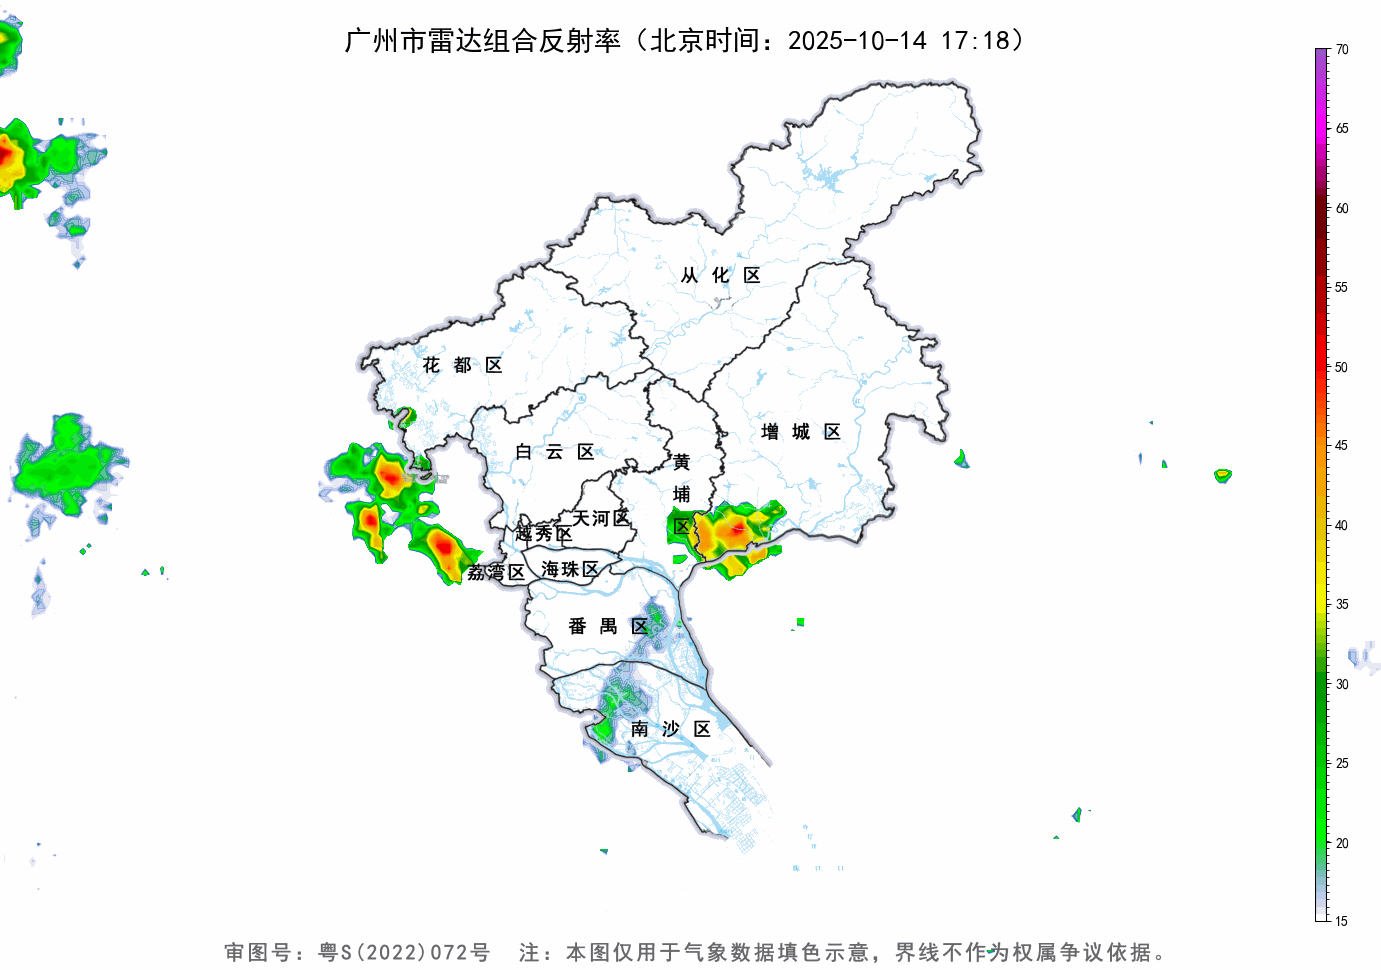 广州市雷达组合反射率（北京时间：2025-10-14 17:18）
70
65
60
55
50
45
40
35
30
25
20
15
从化区
花都区
增城区
白云区
黄埔区
天河区
越秀区
荔湾区
海珠区
番禺区
南沙区
审图号：粤S(2022)072号 注：本图仅用于气象数据填色示意，界线不作为权属争议依据。